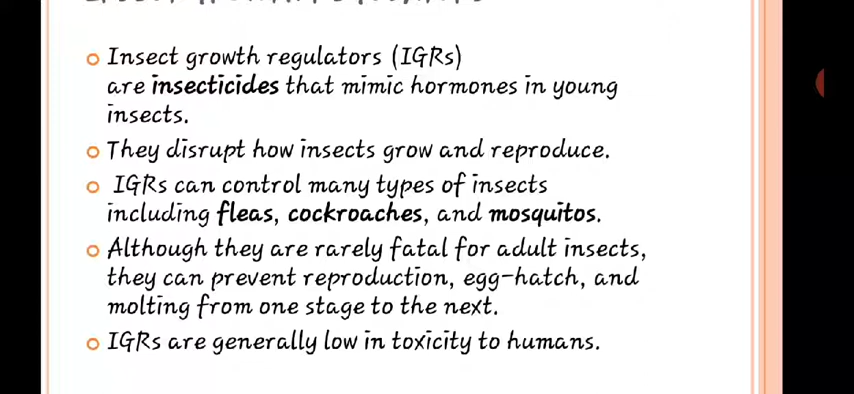 Insect growth regulators (IGRs)
are insecticides that mimic hormones in young
insects.
They disrupt how insects grow and reproduce.
IGRs can control many types of insects
including fleas, cockroaches, and mosquitos.
Although they are rarely fatal for adult insects,
they can prevent reproduction, egg-hatch, and
molting from one stage to the next.
IGRs are generally low in toxicity to humans.